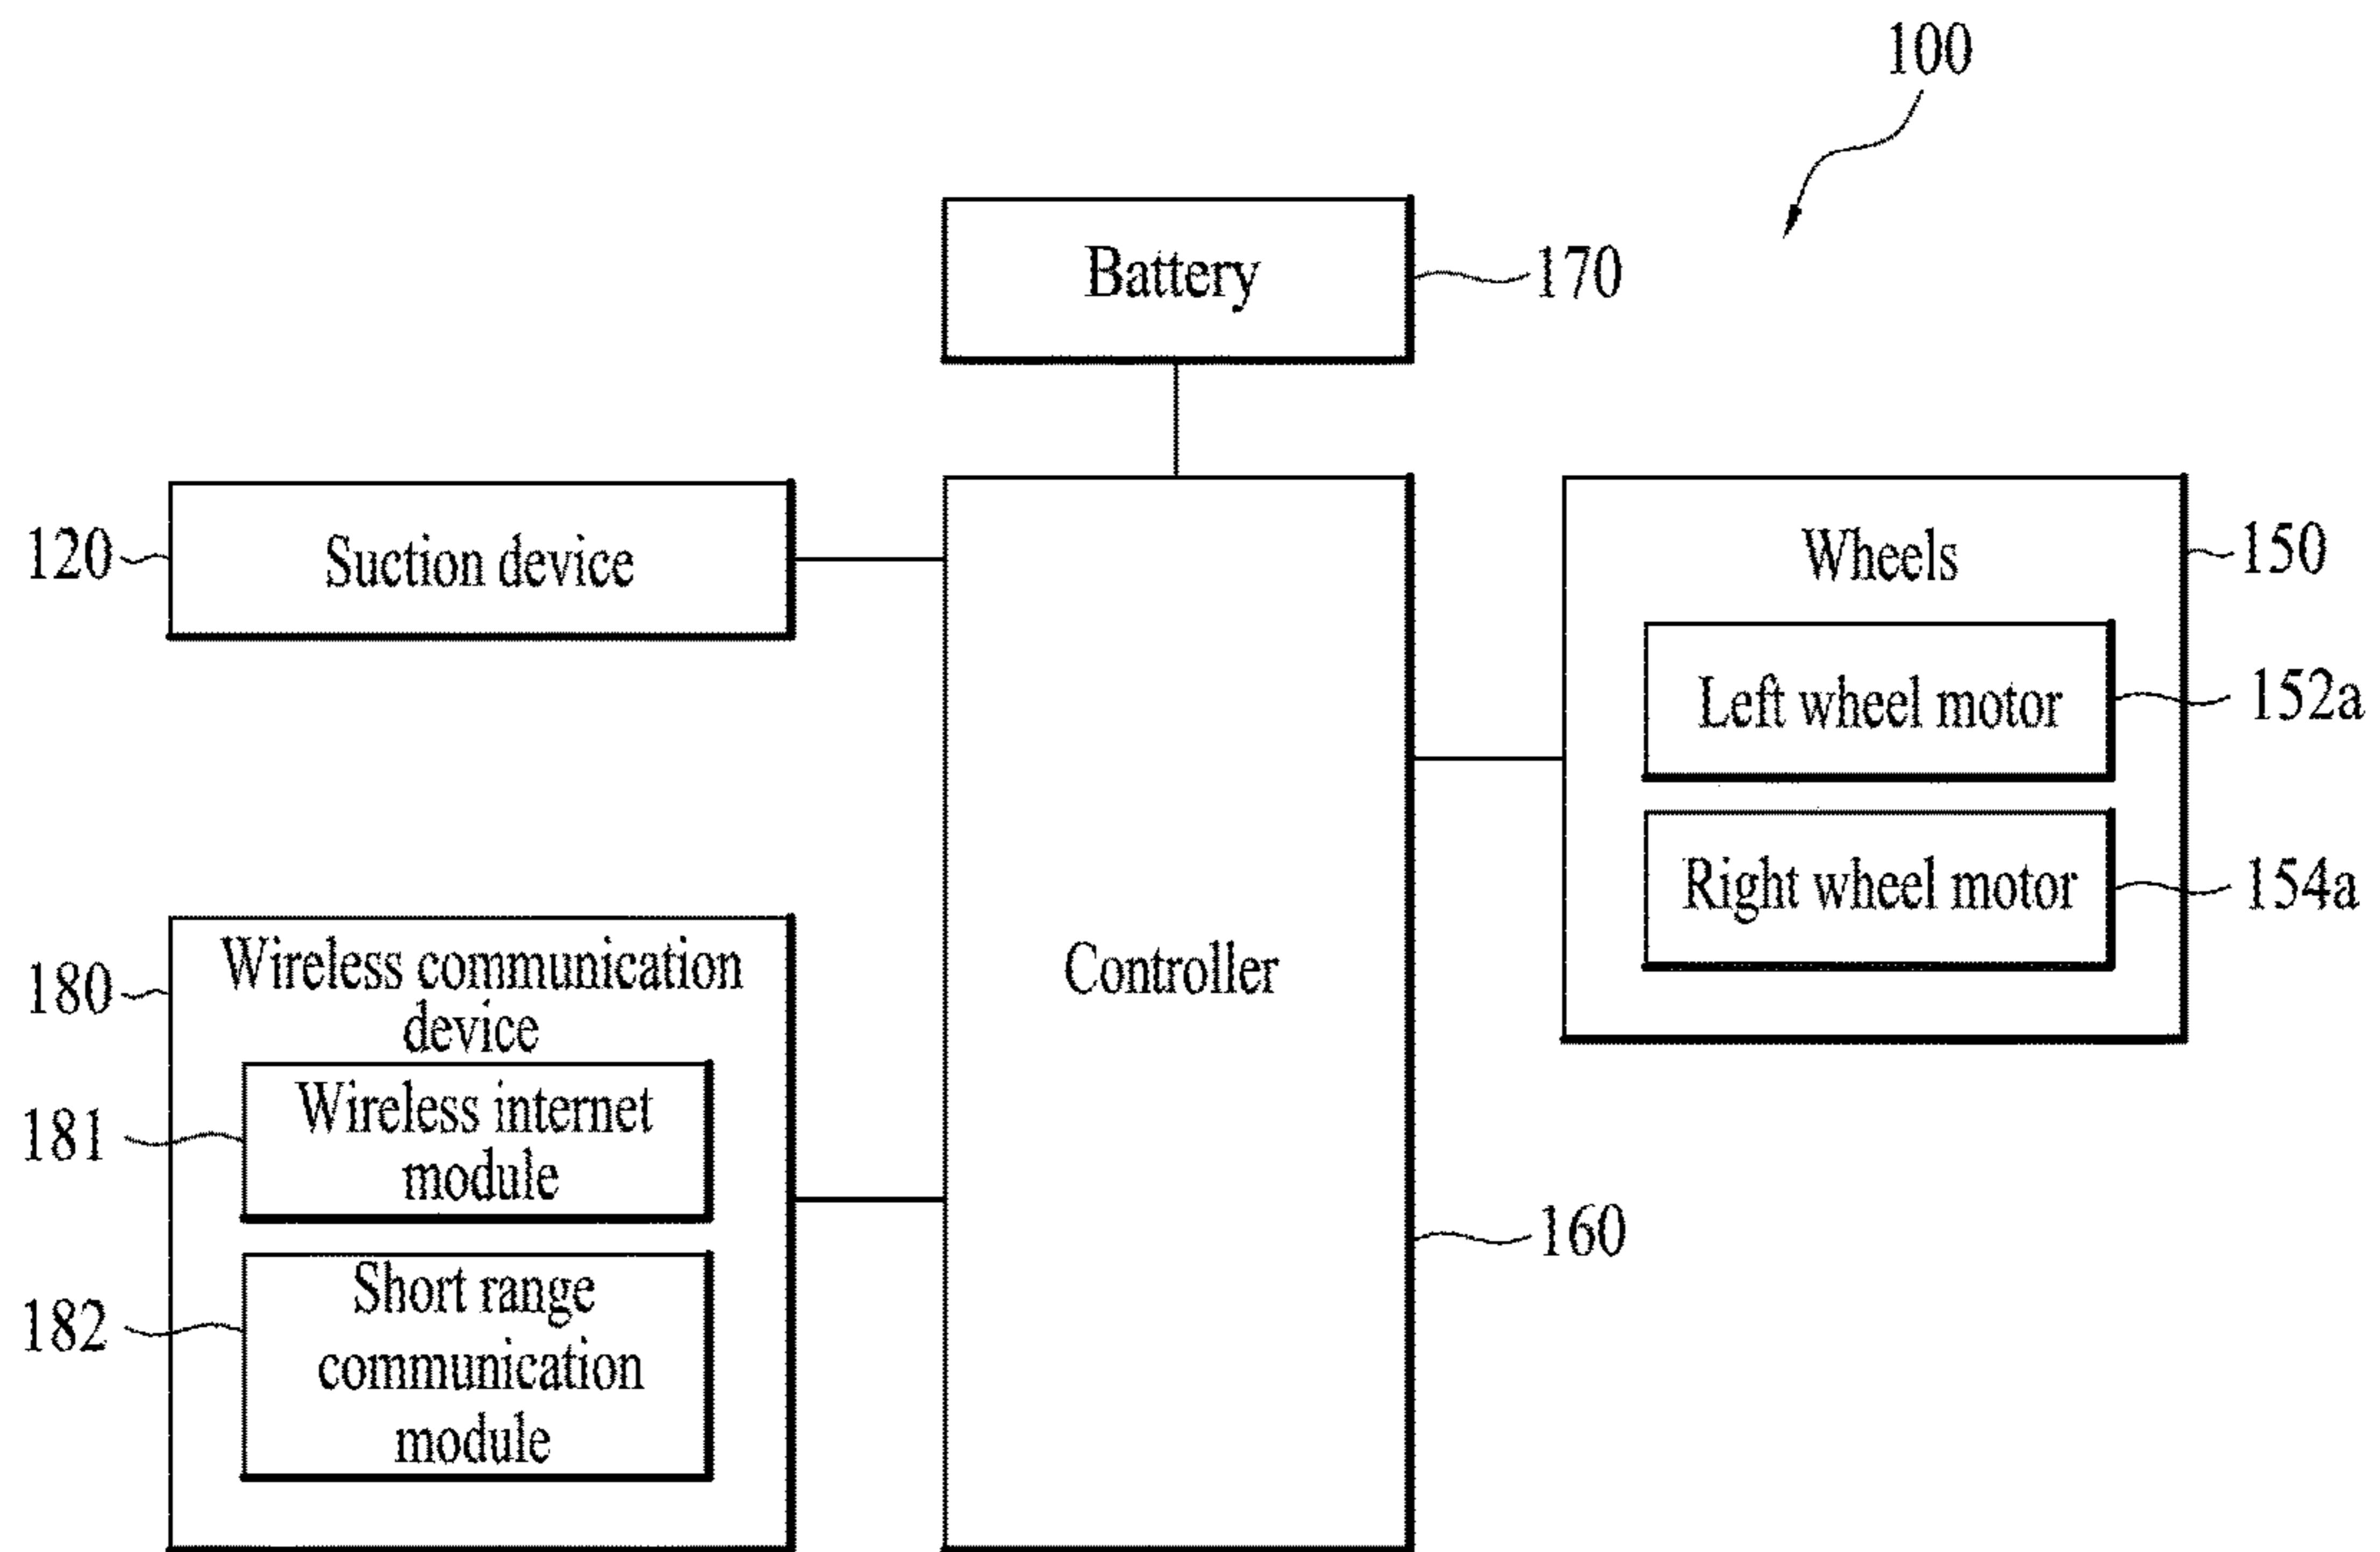 100
Battery
170
120
Suction device
Wheels
150
Left wheel motor
152a
Right wheel motor
154a
180
Wireless communication
device
Controller
181
Wireless internet
module
160
182
Short range
communication
module